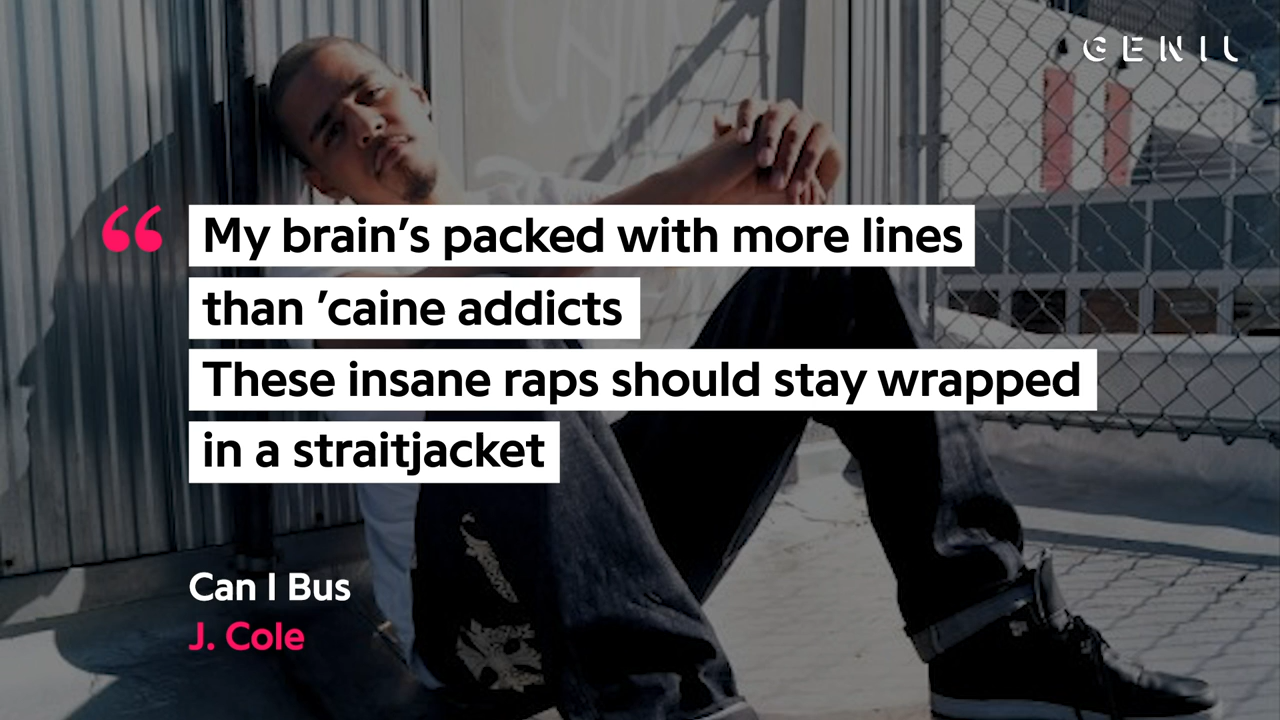 GENIU
“My brain’s packed with more lines
than ’caine addicts
These insane raps should stay wrapped
in a straitjacket
Can I Bus
J. Cole